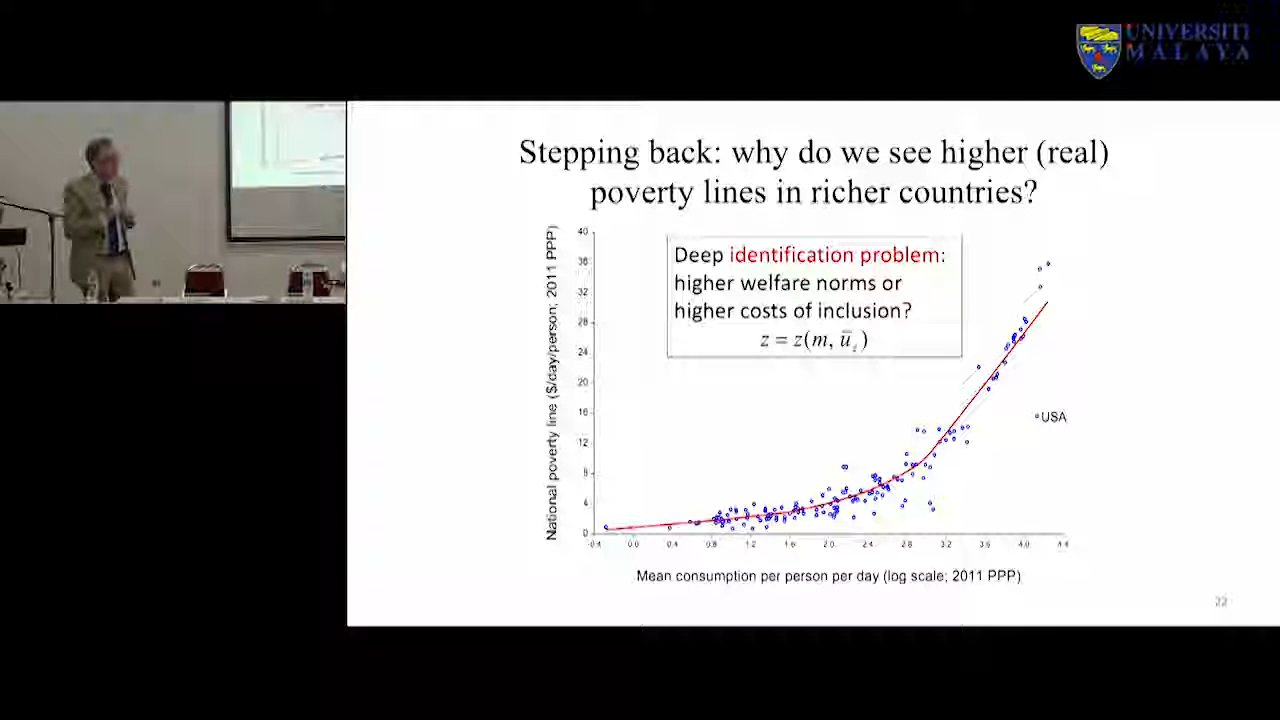 UNIVERSITI
MALAYA
Stepping back: why do we see higher (real)
poverty lines in richer countries?
Deep identification problem:
higher welfare norms or
higher costs of inclusion?
z = z(m, ū_z)
National poverty line ($/day/person; 2011 PPP)
40
36
32
28
24
20
16
12
8
4
0
USA
-0.4 0.0 0.4 0.8 1.2 1.6 2.0 2.4 2.8 3.2 3.6 4.0 4.4
Mean consumption per person per day (log scale; 2011 PPP)
22